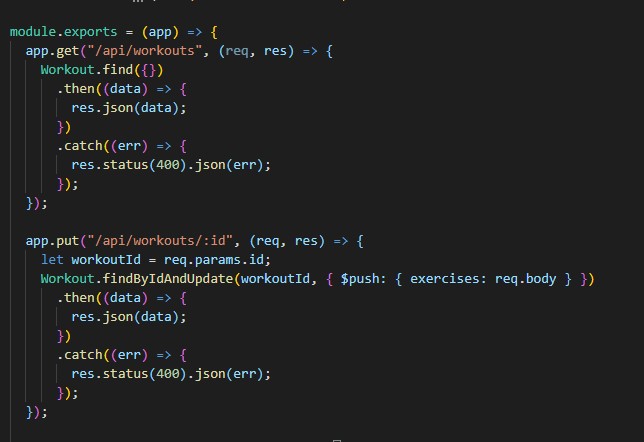 module.exports = (app) => {
  app.get("/api/workouts", (req, res) => {
    Workout.find({})
      .then((data) => {
        res.json(data);
      })
      .catch((err) => {
        res.status(400).json(err);
      });
  });

  app.put("/api/workouts/:id", (req, res) => {
    let workoutId = req.params.id;
    Workout.findByIdAndUpdate(workoutId, { $push: { exercises: req.body } })
      .then((data) => {
        res.json(data);
      })
      .catch((err) => {
        res.status(400).json(err);
      });
  });